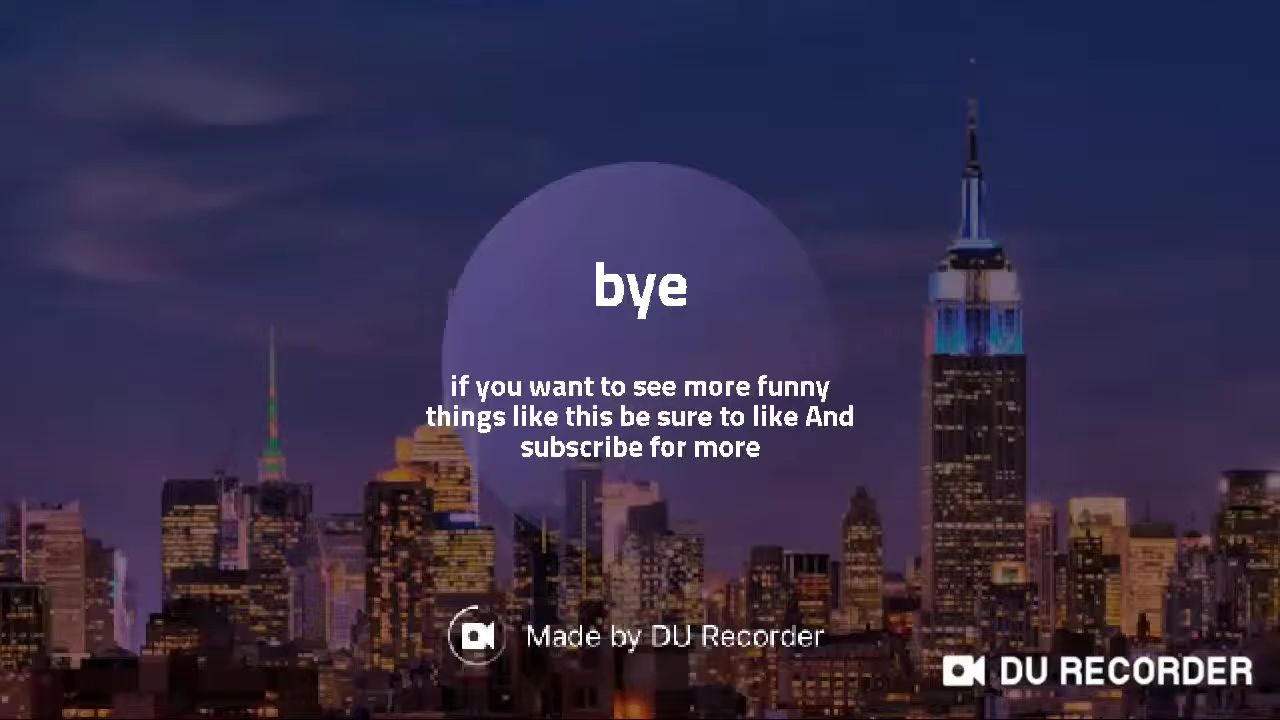 bye
if you want to see more funny
things like this be sure to like And
subscribe for more
Made by DU Recorder
DU RECORDER